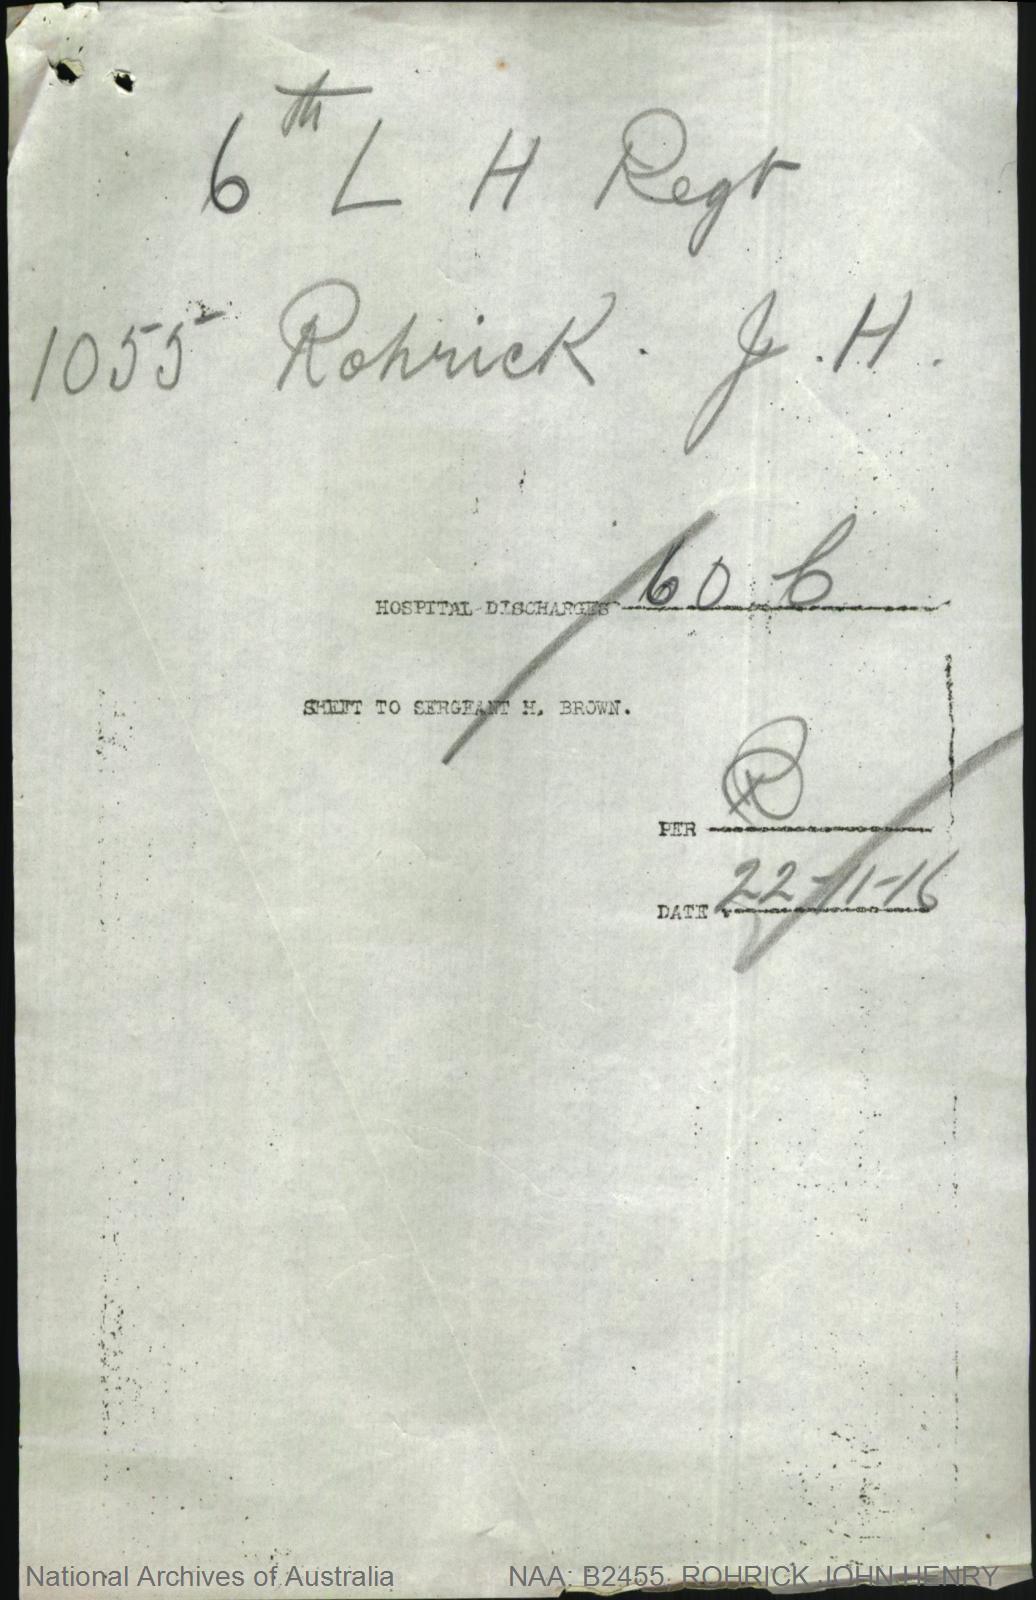 6th L H Regt
1055 Rohrick. J. H.
HOSPITAL DISCHARGES 60
SHEET TO SERGEANT H. BROWN.
PER
DATE 22-11-16
National Archives of Australia NAA: B2455, ROHRICK JOHN HENRY